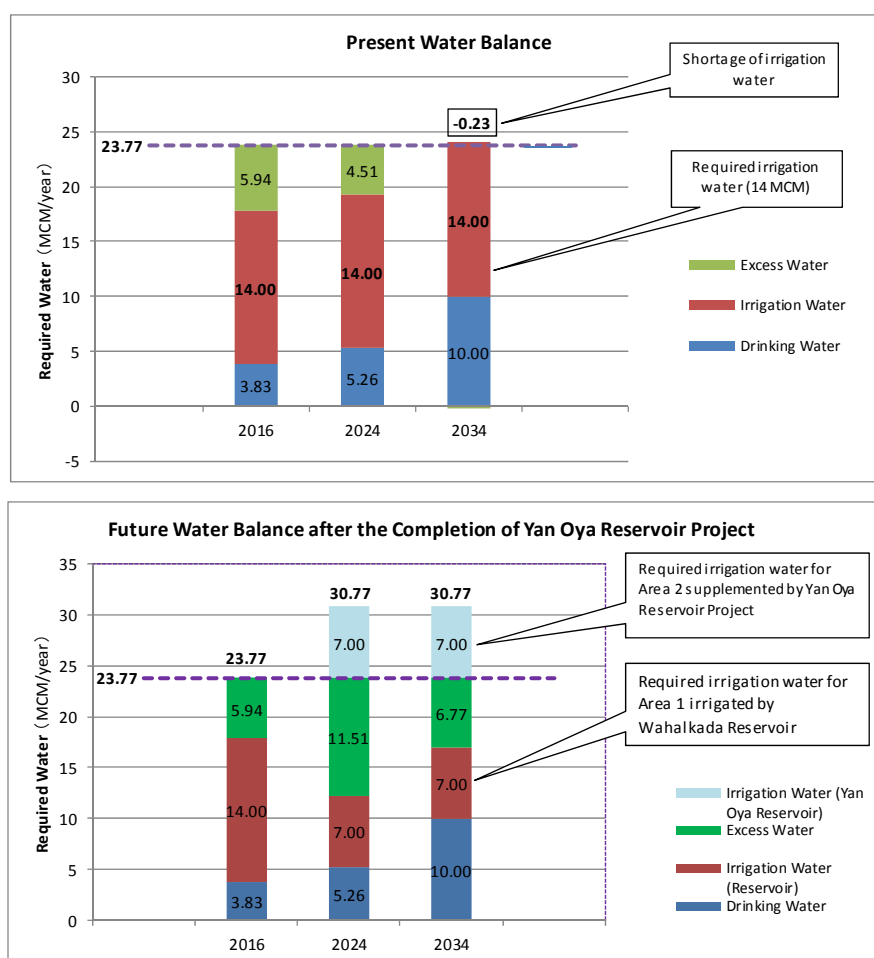 Present Water Balance
Shortage of irrigation
water
Required irrigation
water (14 MCM)
Required Water (MCM/year)
30
25
20
15
10
5
0
-5
23.77
-0.23
5.94
4.51
14.00
14.00
14.00
3.83
5.26
10.00
2016
2024
2034
Excess Water
Irrigation Water
Drinking Water
Future Water Balance after the Completion of Yan Oya Reservoir Project
Required irrigation water for
Area 2 supplemented by Yan Oya
Reservoir Project
Required irrigation water for
Area 1 irrigated by
Wahalkada Reservoir
Required Water (MCM/year)
35
30
25
20
15
10
5
0
23.77
23.77
30.77
30.77
7.00
7.00
5.94
11.51
6.77
14.00
7.00
7.00
3.83
5.26
10.00
2016
2024
2034
Irrigation Water (Yan
Oya Reservoir)
Excess Water
Irrigation Water
(Reservoir)
Drinking Water